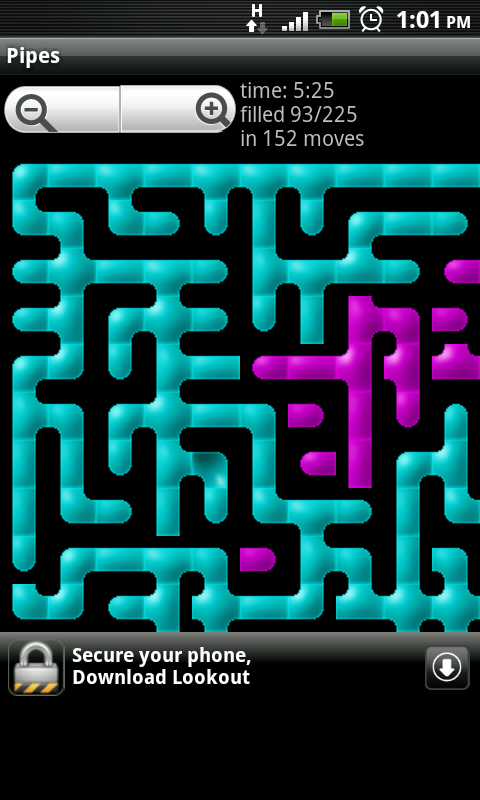 H
1:01 PM
Pipes
time: 5:25
filled 93/225
in 152 moves
Secure your phone,
Download Lookout